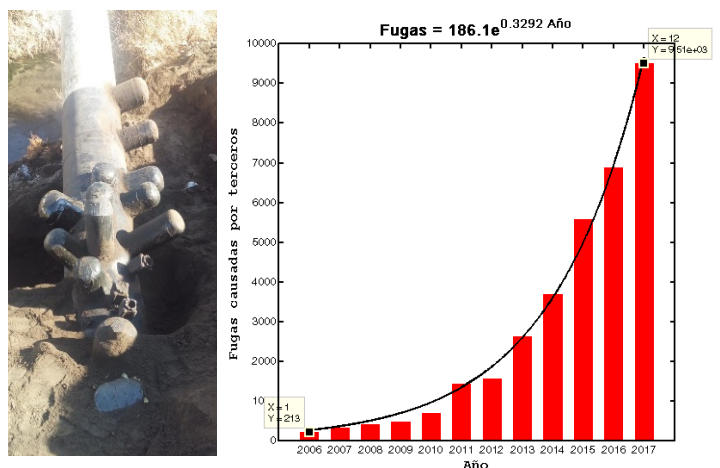 Fugas = 186.1e^0.3292 Año
X = 12
Y = 9.51e+03
10000
9000
8000
7000
6000
5000
4000
3000
2000
1000
0
Fugas causadas por terceros
X = 1
Y = 213
2006 2007 2008 2009 2010 2011 2012 2013 2014 2015 2016 2017
Año